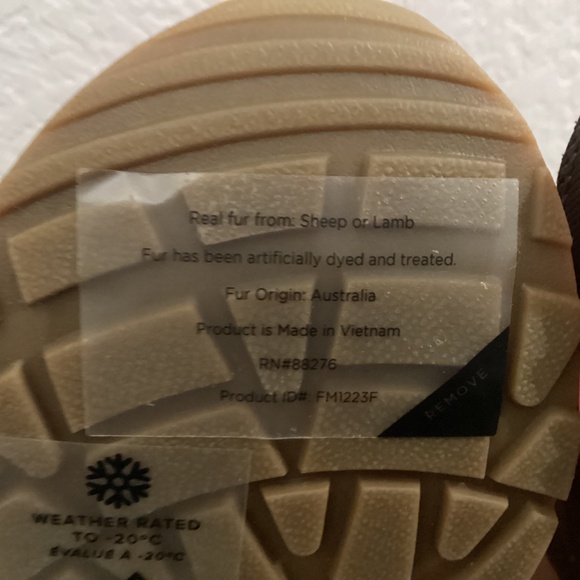 Real fur from: Sheep or Lamb
Fur has been artificially dyed and treated.
Fur Origin: Australia
Product is Made in Vietnam
RN#88276
Product ID#: FM1223F
REMOVE
WEATHER RATED
TO -20°C
ÉVALUÉ À -20°C